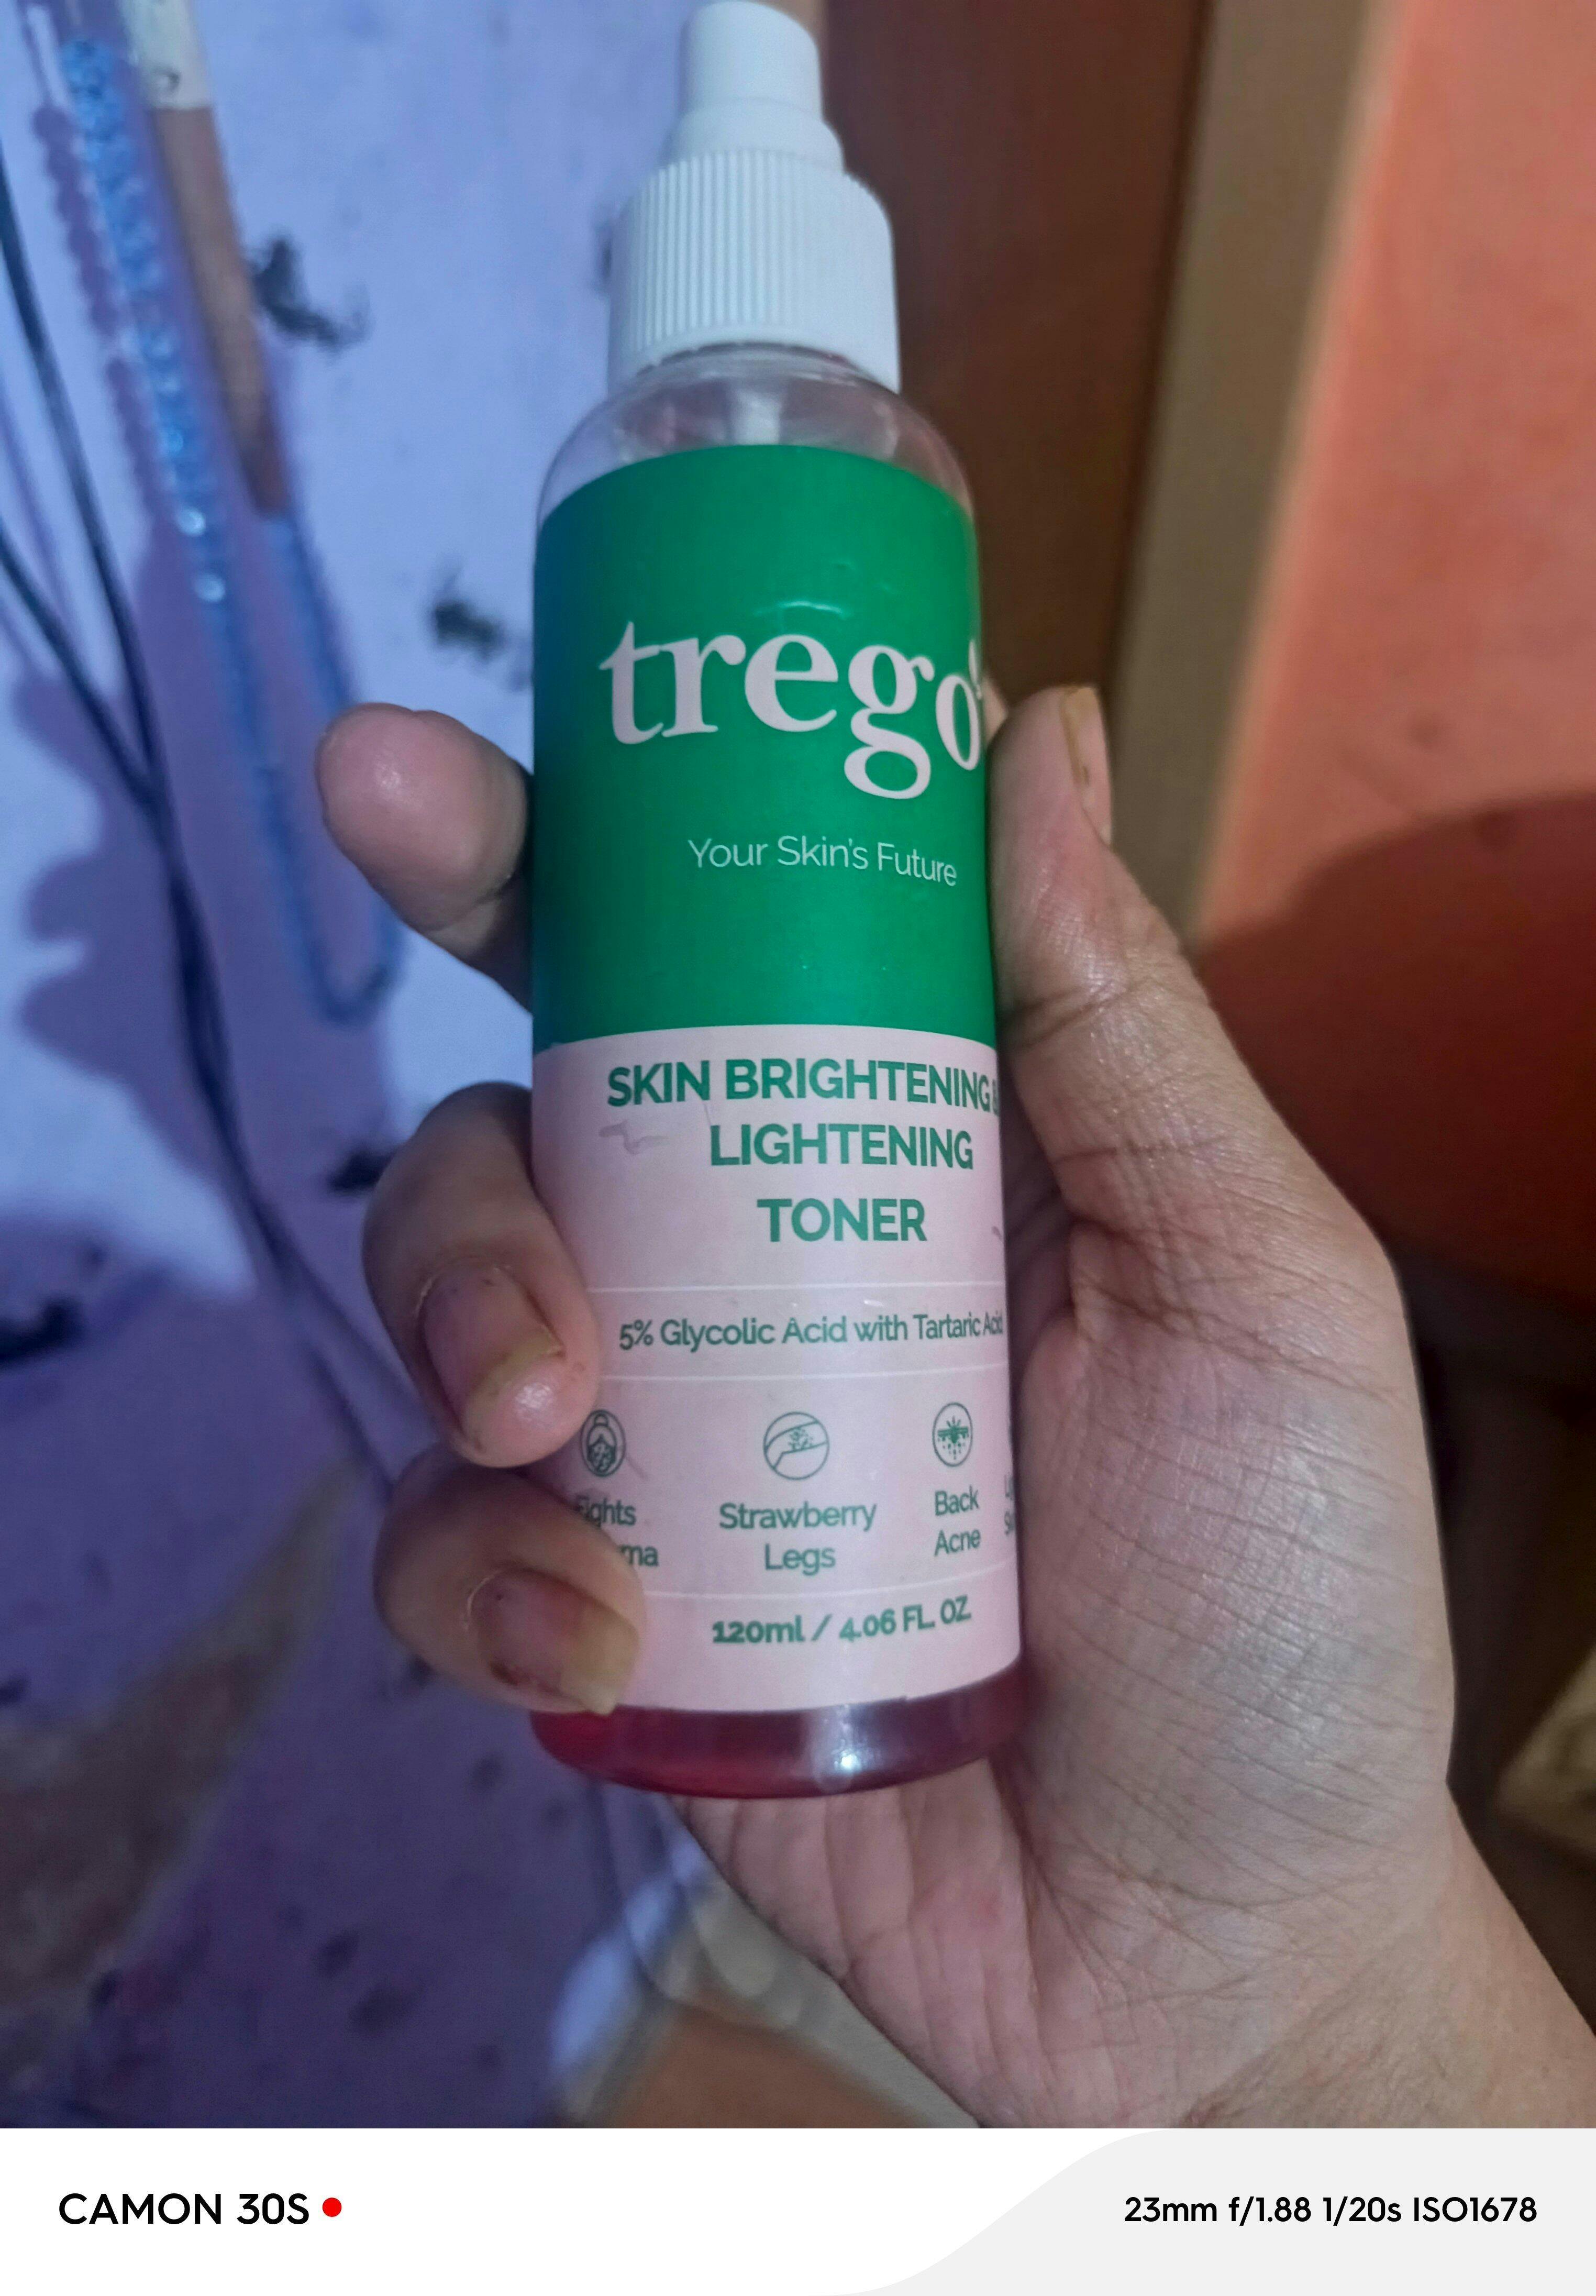 trego
Your Skin's Future
SKIN BRIGHTENING &
LIGHTENING
TONER
5% Glycolic Acid with Tartaric Acid
Strawberry
Legs
Back
Acne
120ml / 4.06 FL. OZ
CAMON 30S
23mm f/1.88 1/20s ISO1678